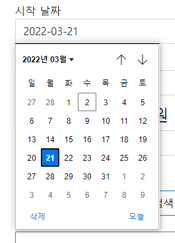 시작 날짜
2022-03-21
2022년 03월
일 월 화 수 목 금 토
27 28 1 2 3 4 5
6 7 8 9 10 11 12
13 14 15 16 17 18 19
20 21 22 23 24 25 26
27 28 29 30 31 1 2
3 4 5 6 7 8 9
삭제 오늘
원
검색